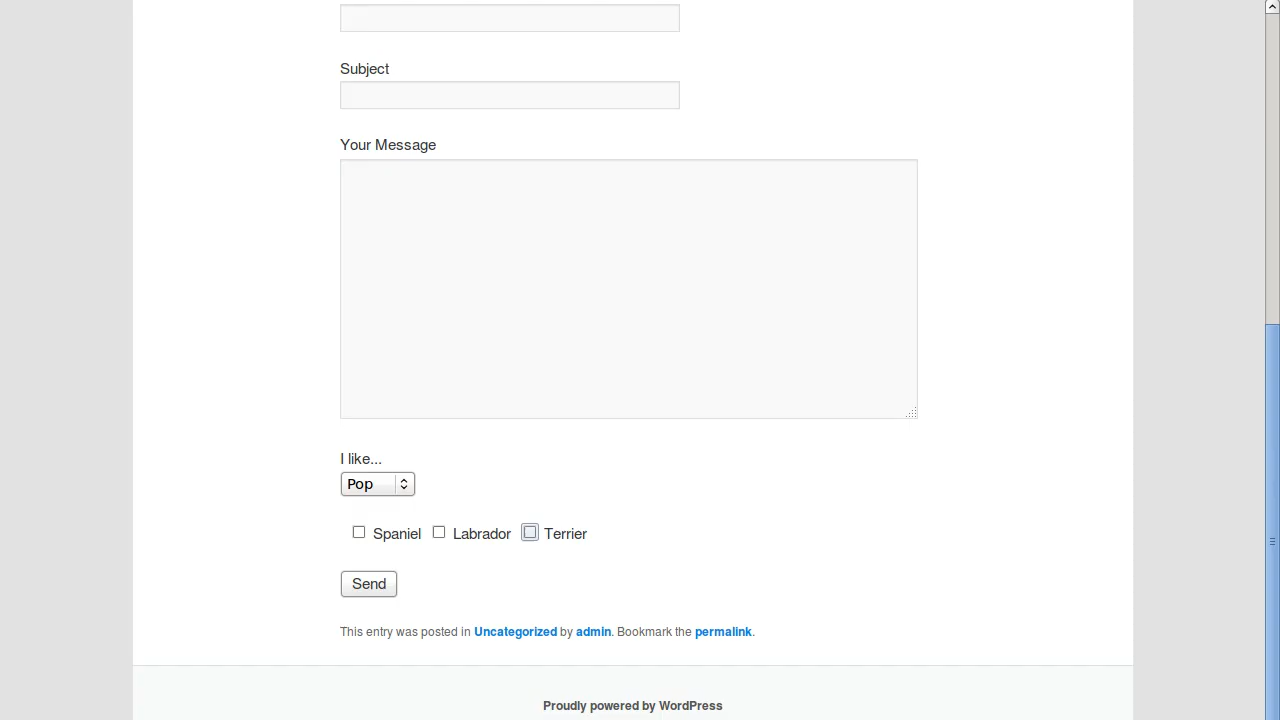 Subject
Your Message
I like...
Pop
Spaniel Labrador Terrier
Send
This entry was posted in Uncategorized by admin. Bookmark the permalink.
Proudly powered by WordPress